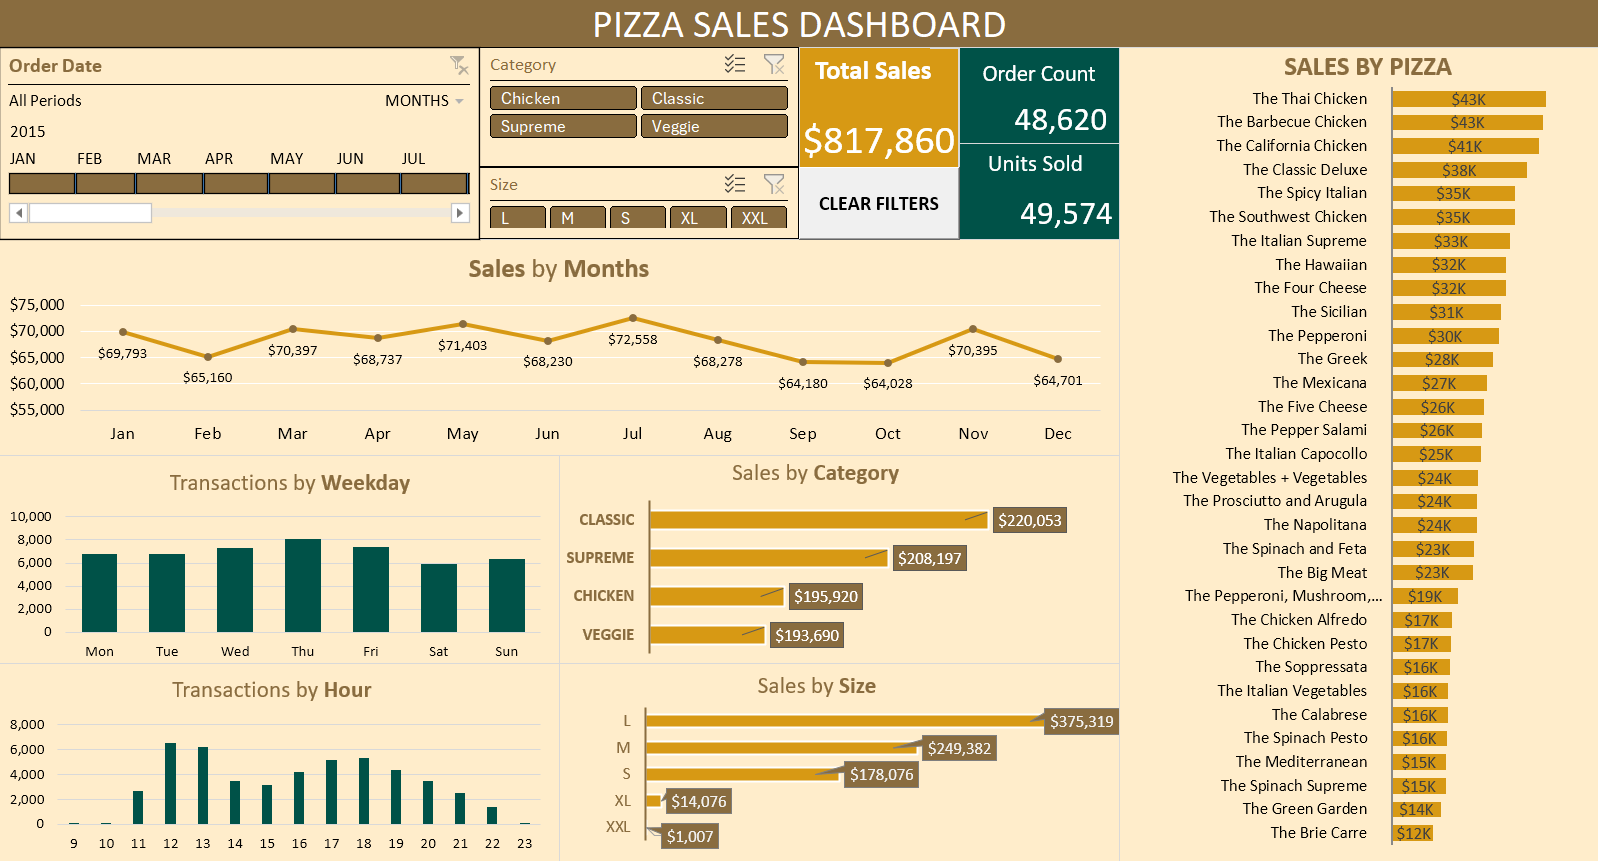 PIZZA SALES DASHBOARD
Order Date
All Periods
MONTHS
2015
JAN FEB MAR APR MAY JUN JUL
Category
Chicken Classic
Supreme Veggie
Size
L M S XL XXL
Total Sales
$817,860
CLEAR FILTERS
Order Count
48,620
Units Sold
49,574
Sales by Months
$75,000
$70,000
$65,000
$60,000
$55,000
$69,793 $65,160 $70,397 $68,737 $71,403 $68,230 $72,558 $68,278 $64,180 $64,028 $70,395 $64,701
Jan Feb Mar Apr May Jun Jul Aug Sep Oct Nov Dec
Transactions by Weekday
10,000
8,000
6,000
4,000
2,000
0
Mon Tue Wed Thu Fri Sat Sun
Sales by Category
CLASSIC $220,053
SUPREME $208,197
CHICKEN $195,920
VEGGIE $193,690
Transactions by Hour
8,000
6,000
4,000
2,000
0
9 10 11 12 13 14 15 16 17 18 19 20 21 22 23
Sales by Size
L $375,319
M $249,382
S $178,076
XL $14,076
XXL $1,007
SALES BY PIZZA
The Thai Chicken $43K
The Barbecue Chicken $43K
The California Chicken $41K
The Classic Deluxe $38K
The Spicy Italian $35K
The Southwest Chicken $35K
The Italian Supreme $33K
The Hawaiian $32K
The Four Cheese $32K
The Sicilian $31K
The Pepperoni $30K
The Greek $28K
The Mexicana $27K
The Five Cheese $26K
The Pepper Salami $26K
The Italian Capocollo $25K
The Vegetables + Vegetables $24K
The Prosciutto and Arugula $24K
The Napolitana $24K
The Spinach and Feta $23K
The Big Meat $23K
The Pepperoni, Mushroom,... $19K
The Chicken Alfredo $17K
The Chicken Pesto $17K
The Soppressata $16K
The Italian Vegetables $16K
The Calabrese $16K
The Spinach Pesto $16K
The Mediterranean $15K
The Spinach Supreme $15K
The Green Garden $14K
The Brie Carre $12K